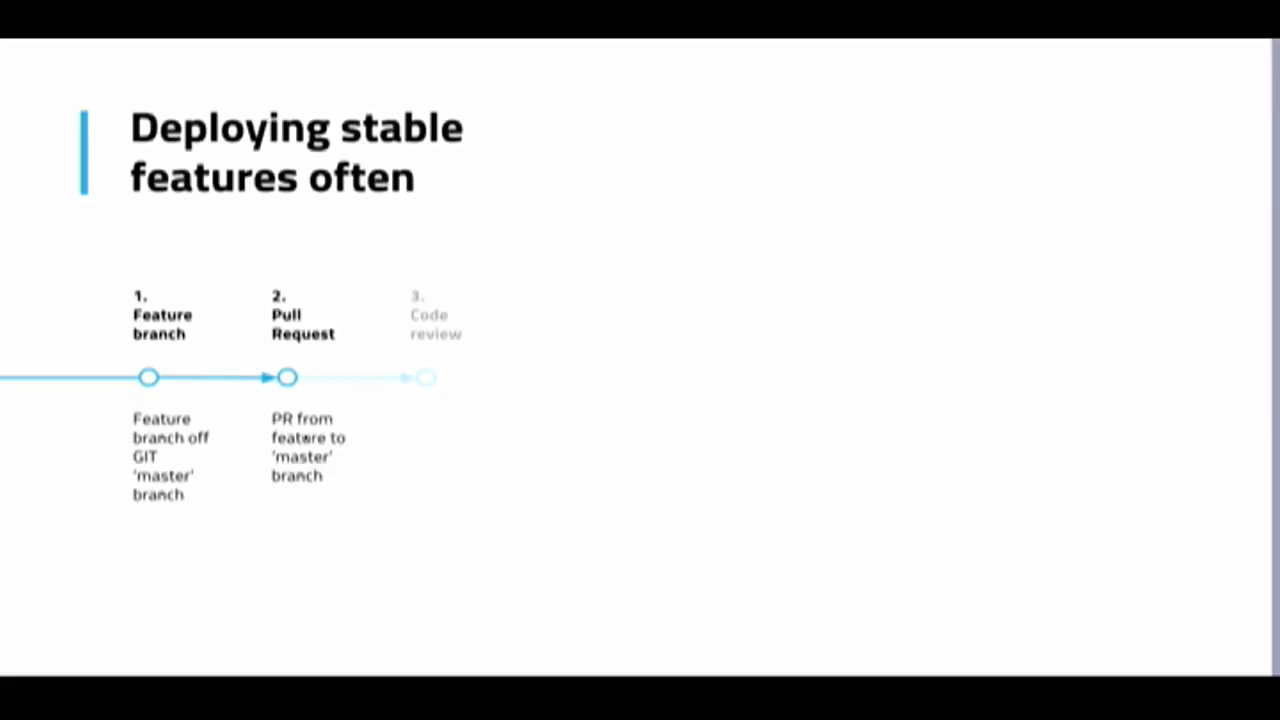 Deploying stable
features often
1.
Feature
branch
2.
Pull
Request
3.
Code
review
Feature
branch off
GIT
'master'
branch
PR from
feature to
'master'
branch